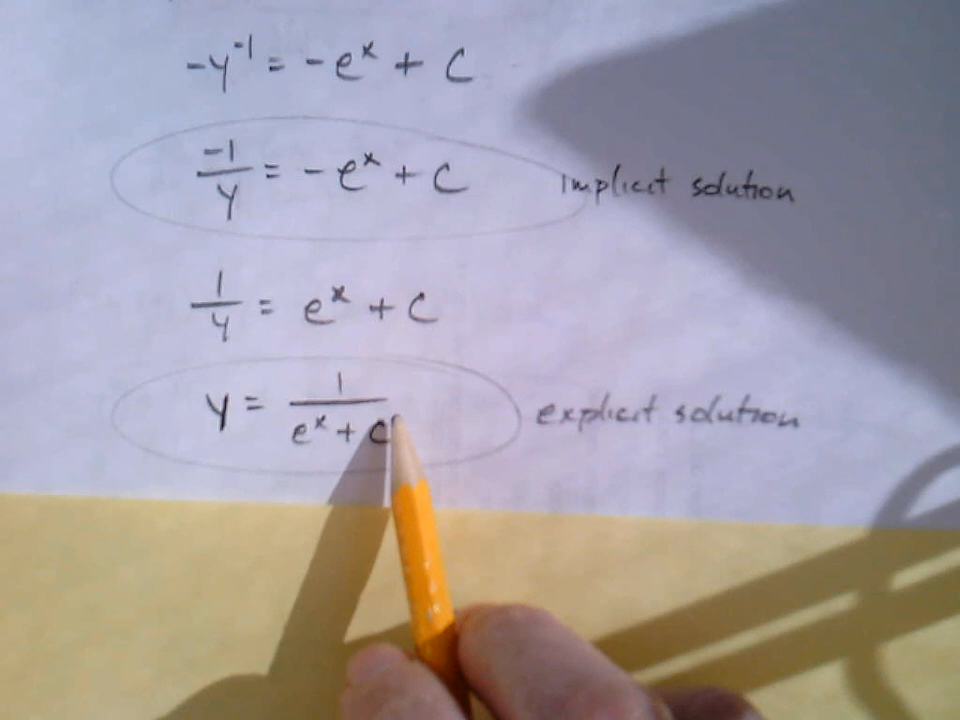 -y⁻¹ = -eˣ + C
-1/y = -eˣ + C implicit solution
1/y = eˣ + C
y = 1/(eˣ + C) explicit solution